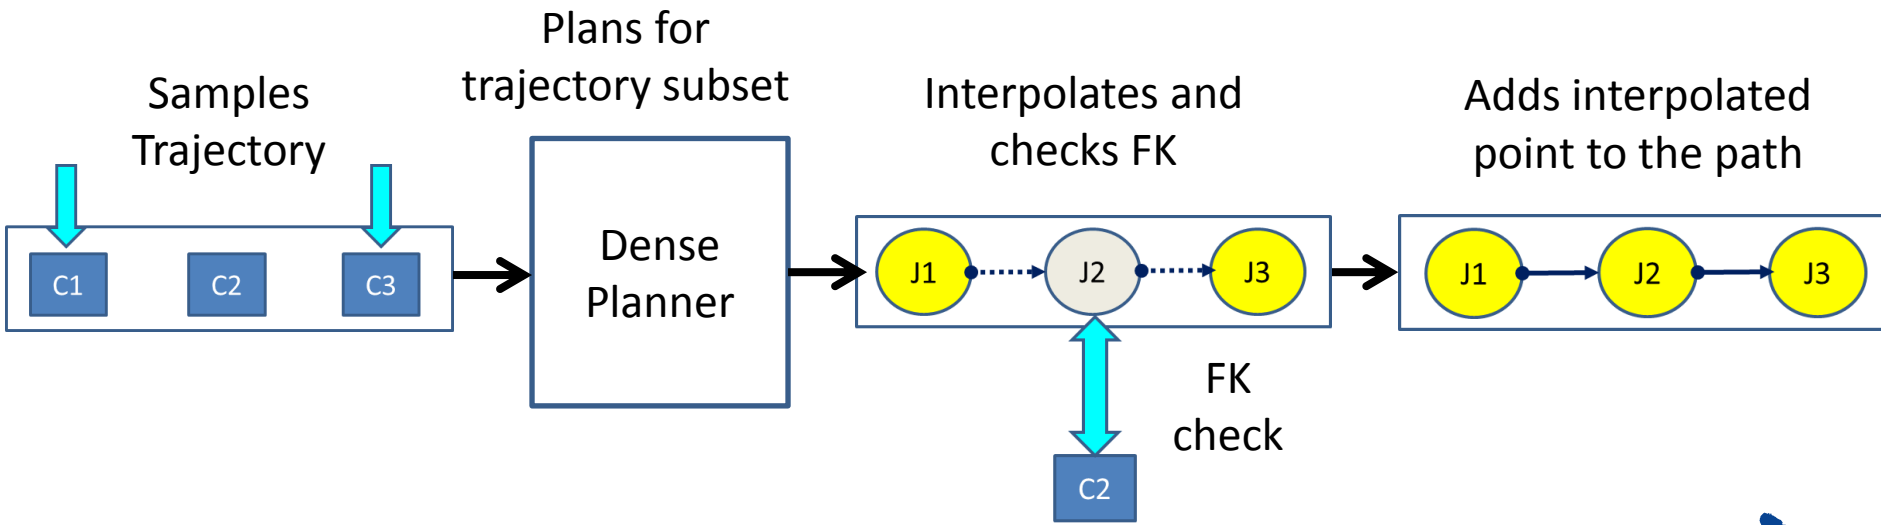 Samples
Trajectory
C1
C2
C3
Plans for
trajectory subset
Dense
Planner
Interpolates and
checks FK
J1
J2
J3
FK
check
C2
Adds interpolated
point to the path
J1
J2
J3